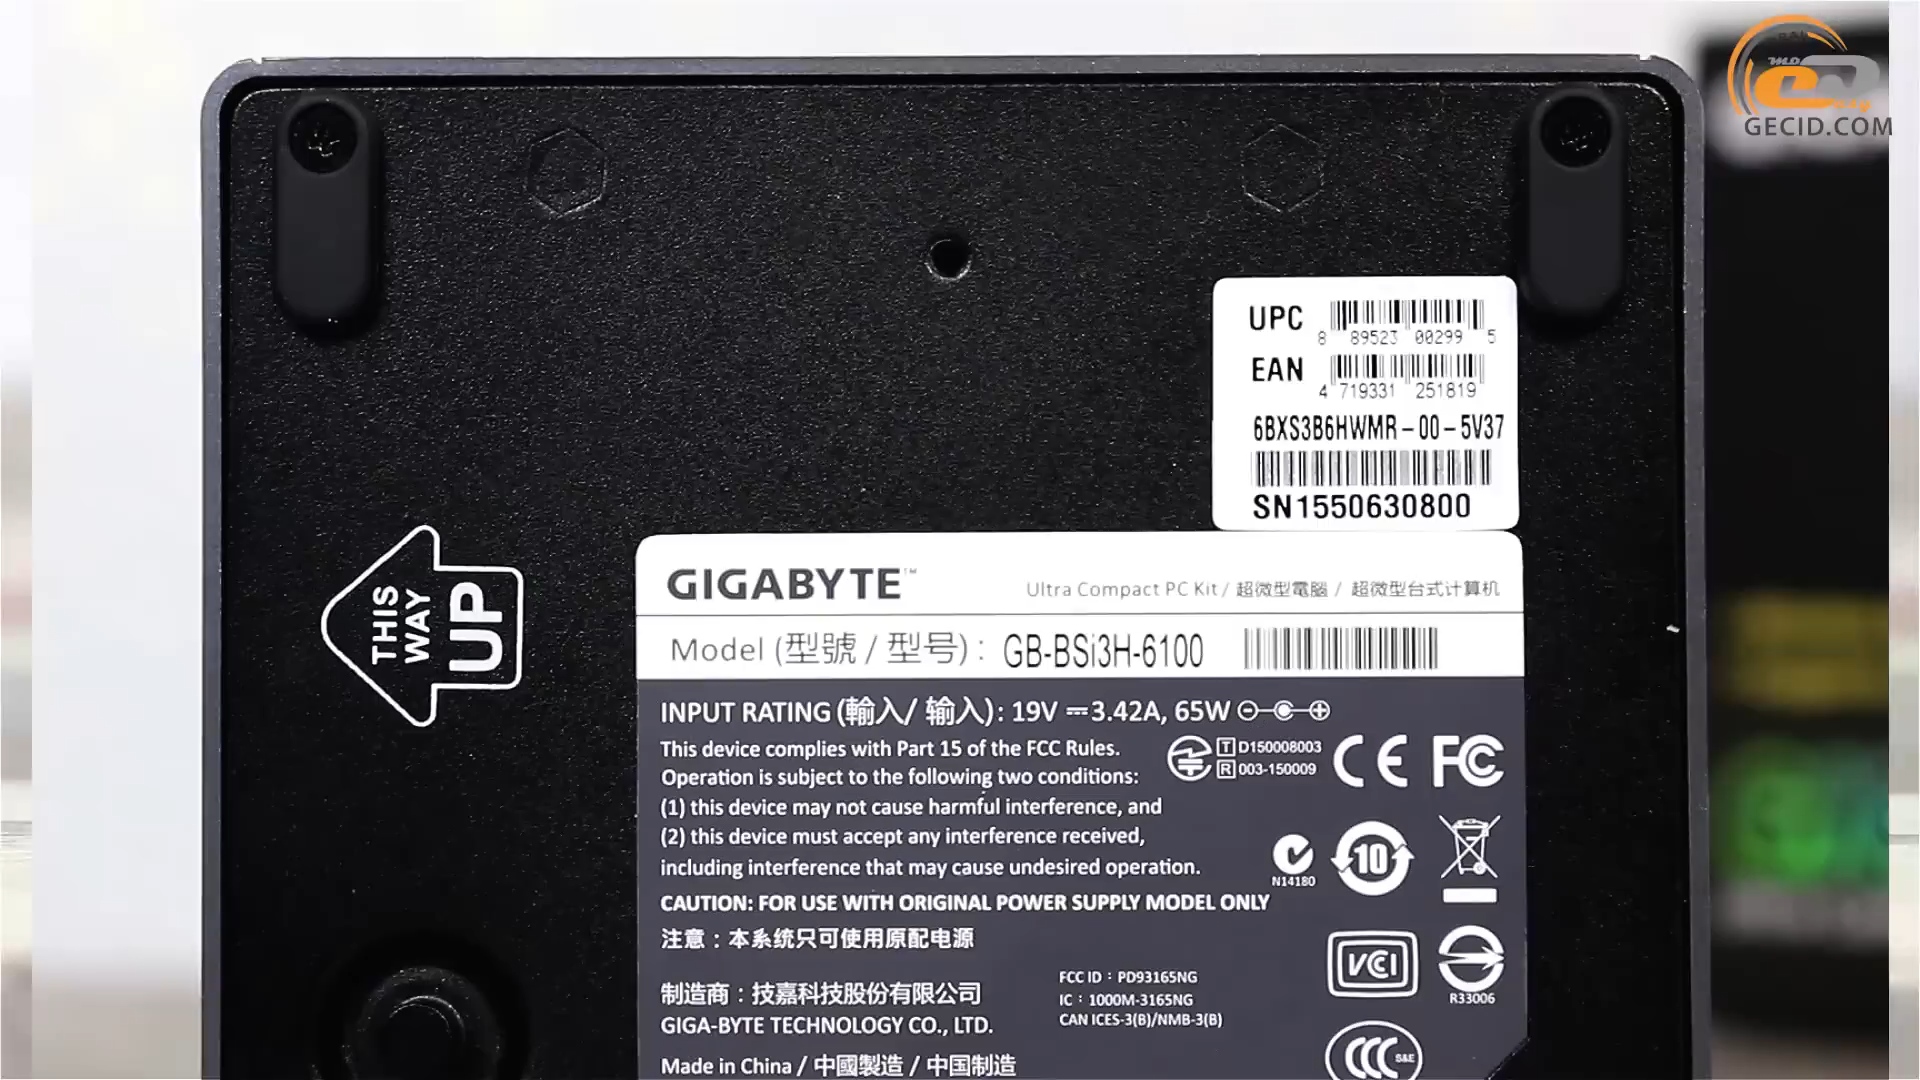 GECID.COM
UPC
8 89523 00299 5
EAN
4 719331 251819
6BXS3B6HWMR-00-5V37
SN1550630800
THIS
WAY
UP
GIGABYTE™ Ultra Compact PC Kit / 超微型電腦 / 超微型台式计算机
Model (型號 / 型号) : GB-BSi3H-6100
INPUT RATING (輸入/ 输入): 19V ⎓3.42A, 65W
This device complies with Part 15 of the FCC Rules.
Operation is subject to the following two conditions:
(1) this device may not cause harmful interference, and
(2) this device must accept any interference received,
including interference that may cause undesired operation.
CAUTION: FOR USE WITH ORIGINAL POWER SUPPLY MODEL ONLY
注意：本系统只可使用原配电源
制造商：技嘉科技股份有限公司
GIGA-BYTE TECHNOLOGY CO., LTD.
Made in China / 中國製造 / 中国制造
FCC ID：PD93165NG
IC：1000M-3165NG
CAN ICES-3(B)/NMB-3(B)
T D150008003
R 003-150009
CE FC
N14180
10
VCI
R33006
CCC S&E